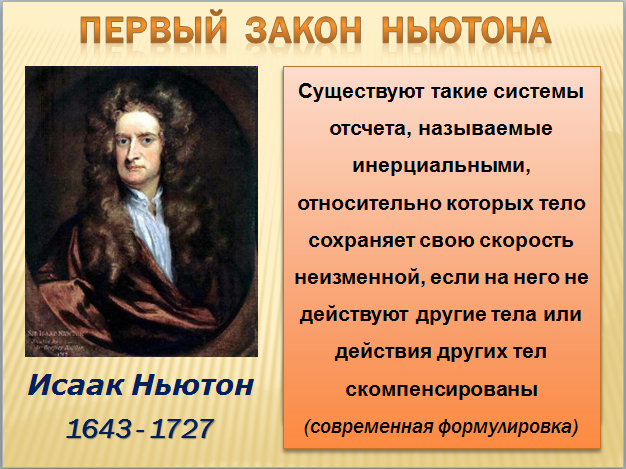 ПЕРВЫЙ ЗАКОН НЬЮТОНА
Существуют такие системы
отсчета, называемые
инерциальными,
относительно которых тело
сохраняет свою скорость
неизменной, если на него не
действуют другие тела или
действия других тел
скомпенсированы
(современная формулировка)
Исаак Ньютон
1643 - 1727